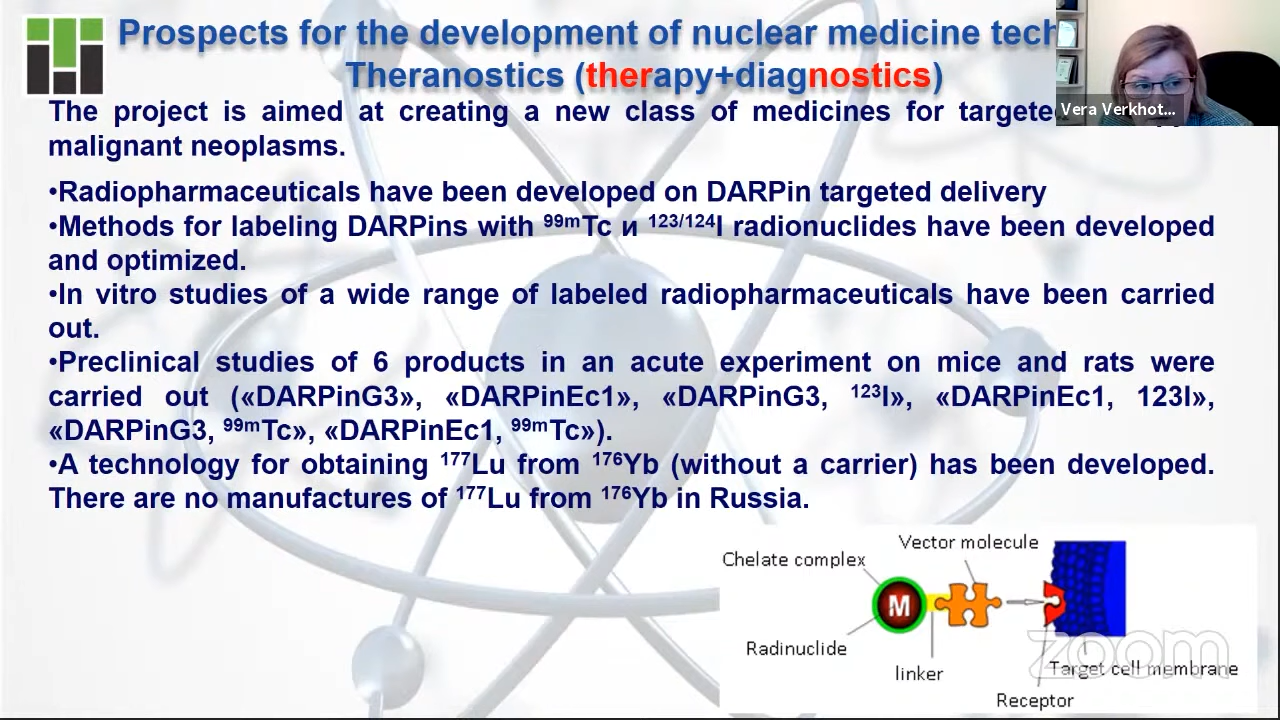 Prospects for the development of nuclear medicine tech
Theranostics (therapy+diagnostics)
The project is aimed at creating a new class of medicines for targete
malignant neoplasms.
•Radiopharmaceuticals have been developed on DARPin targeted delivery
•Methods for labeling DARPins with ⁹⁹ᵐTc и ¹²³/¹²⁴I radionuclides have been developed
and optimized.
•In vitro studies of a wide range of labeled radiopharmaceuticals have been carried
out.
•Preclinical studies of 6 products in an acute experiment on mice and rats were
carried out («DARPinG3», «DARPinEc1», «DARPinG3, ¹²³I», «DARPinEc1, 123I»,
«DARPinG3, ⁹⁹ᵐTc», «DARPinEc1, ⁹⁹ᵐTc»).
•A technology for obtaining ¹⁷⁷Lu from ¹⁷⁶Yb (without a carrier) has been developed.
There are no manufactures of ¹⁷⁷Lu from ¹⁷⁶Yb in Russia.
Vera Verkhot...
Vector molecule
Chelate complex
M
Radinuclide
linker
Target cell membrane
Receptor
zoom